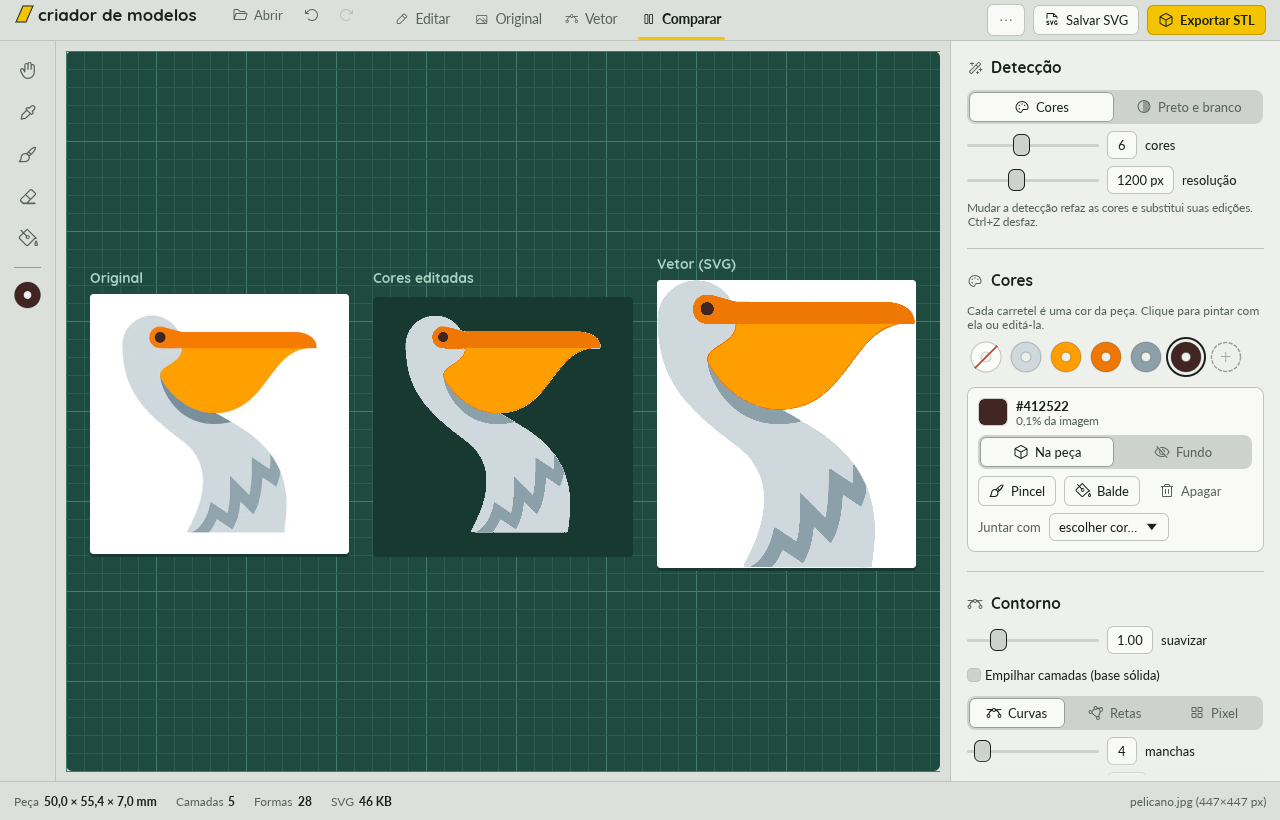 criador de modelos
Abrir
Editar
Original
Vetor
Comparar
...
SVG
Salvar SVG
Exportar STL
Original
Cores editadas
Vetor (SVG)
Detecção
Cores
Preto e branco
6 cores
1200 px resolução
Mudar a detecção refaz as cores e substitui suas edições.
Ctrl+Z desfaz.
Cores
Cada carretel é uma cor da peça. Clique para pintar com
ela ou editá-la.
#412522
0,1% da imagem
Na peça
Fundo
Pincel
Balde
Apagar
Juntar com
escolher cor...
Contorno
1.00 suavizar
Empilhar camadas (base sólida)
Curvas
Retas
Pixel
4 manchas
Peça 50,0 × 55,4 × 7,0 mm
Camadas 5
Formas 28
SVG 46 KB
pelicano.jpg (447×447 px)